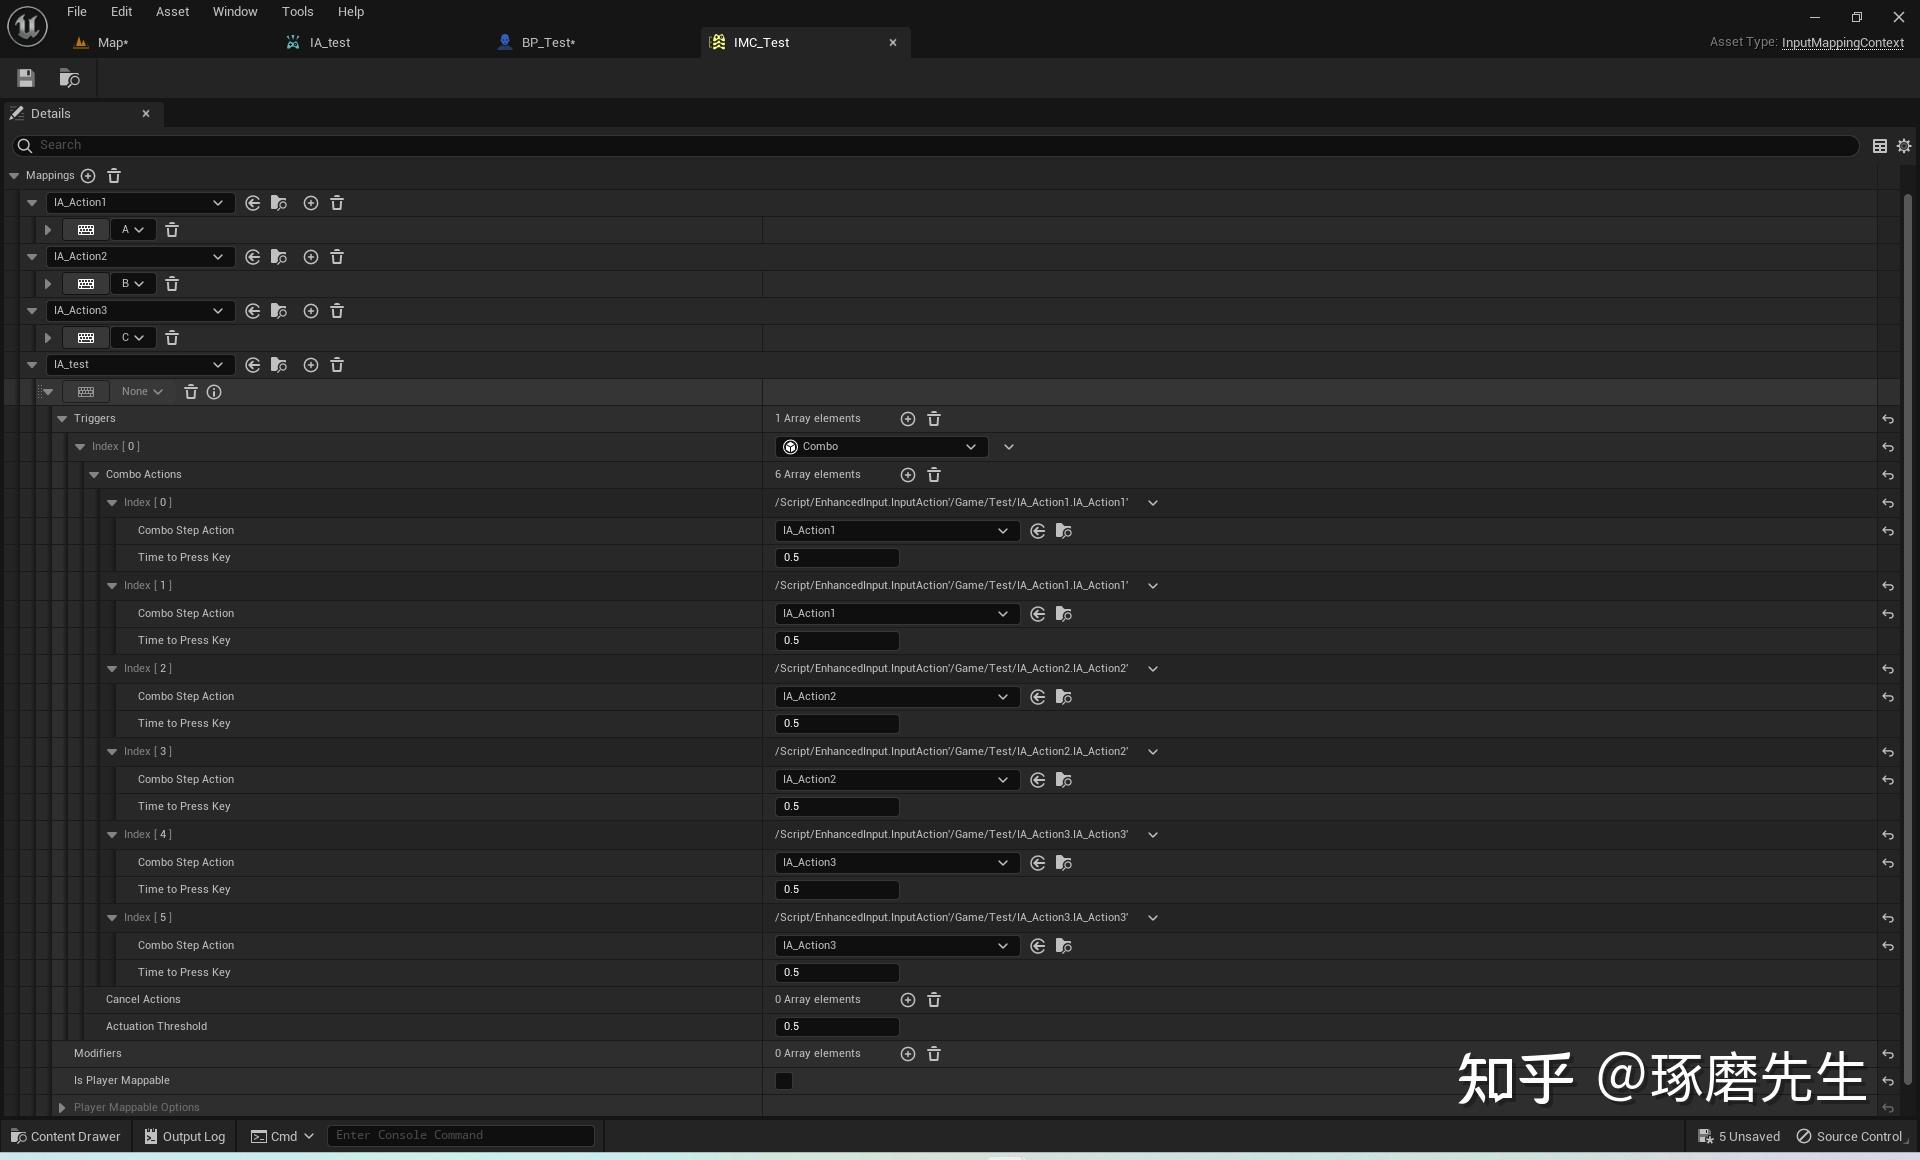 File Edit Asset Window Tools Help
Map* IA_test BP_Test* IMC_Test
Asset Type: InputMappingContext
Details
Search
Mappings
IA_Action1
A
IA_Action2
B
IA_Action3
C
IA_test
None
Triggers 1 Array elements
Index [ 0 ] Combo
Combo Actions 6 Array elements
Index [ 0 ] /Script/EnhancedInput.InputAction'/Game/Test/IA_Action1.IA_Action1'
Combo Step Action IA_Action1
Time to Press Key 0.5
Index [ 1 ] /Script/EnhancedInput.InputAction'/Game/Test/IA_Action1.IA_Action1'
Combo Step Action IA_Action1
Time to Press Key 0.5
Index [ 2 ] /Script/EnhancedInput.InputAction'/Game/Test/IA_Action2.IA_Action2'
Combo Step Action IA_Action2
Time to Press Key 0.5
Index [ 3 ] /Script/EnhancedInput.InputAction'/Game/Test/IA_Action2.IA_Action2'
Combo Step Action IA_Action2
Time to Press Key 0.5
Index [ 4 ] /Script/EnhancedInput.InputAction'/Game/Test/IA_Action3.IA_Action3'
Combo Step Action IA_Action3
Time to Press Key 0.5
Index [ 5 ] /Script/EnhancedInput.InputAction'/Game/Test/IA_Action3.IA_Action3'
Combo Step Action IA_Action3
Time to Press Key 0.5
Cancel Actions 0 Array elements
Actuation Threshold 0.5
Modifiers 0 Array elements
Is Player Mappable
Player Mappable Options
知乎 @琢磨先生
Content Drawer Output Log Cmd Enter Console Command 5 Unsaved Source Control